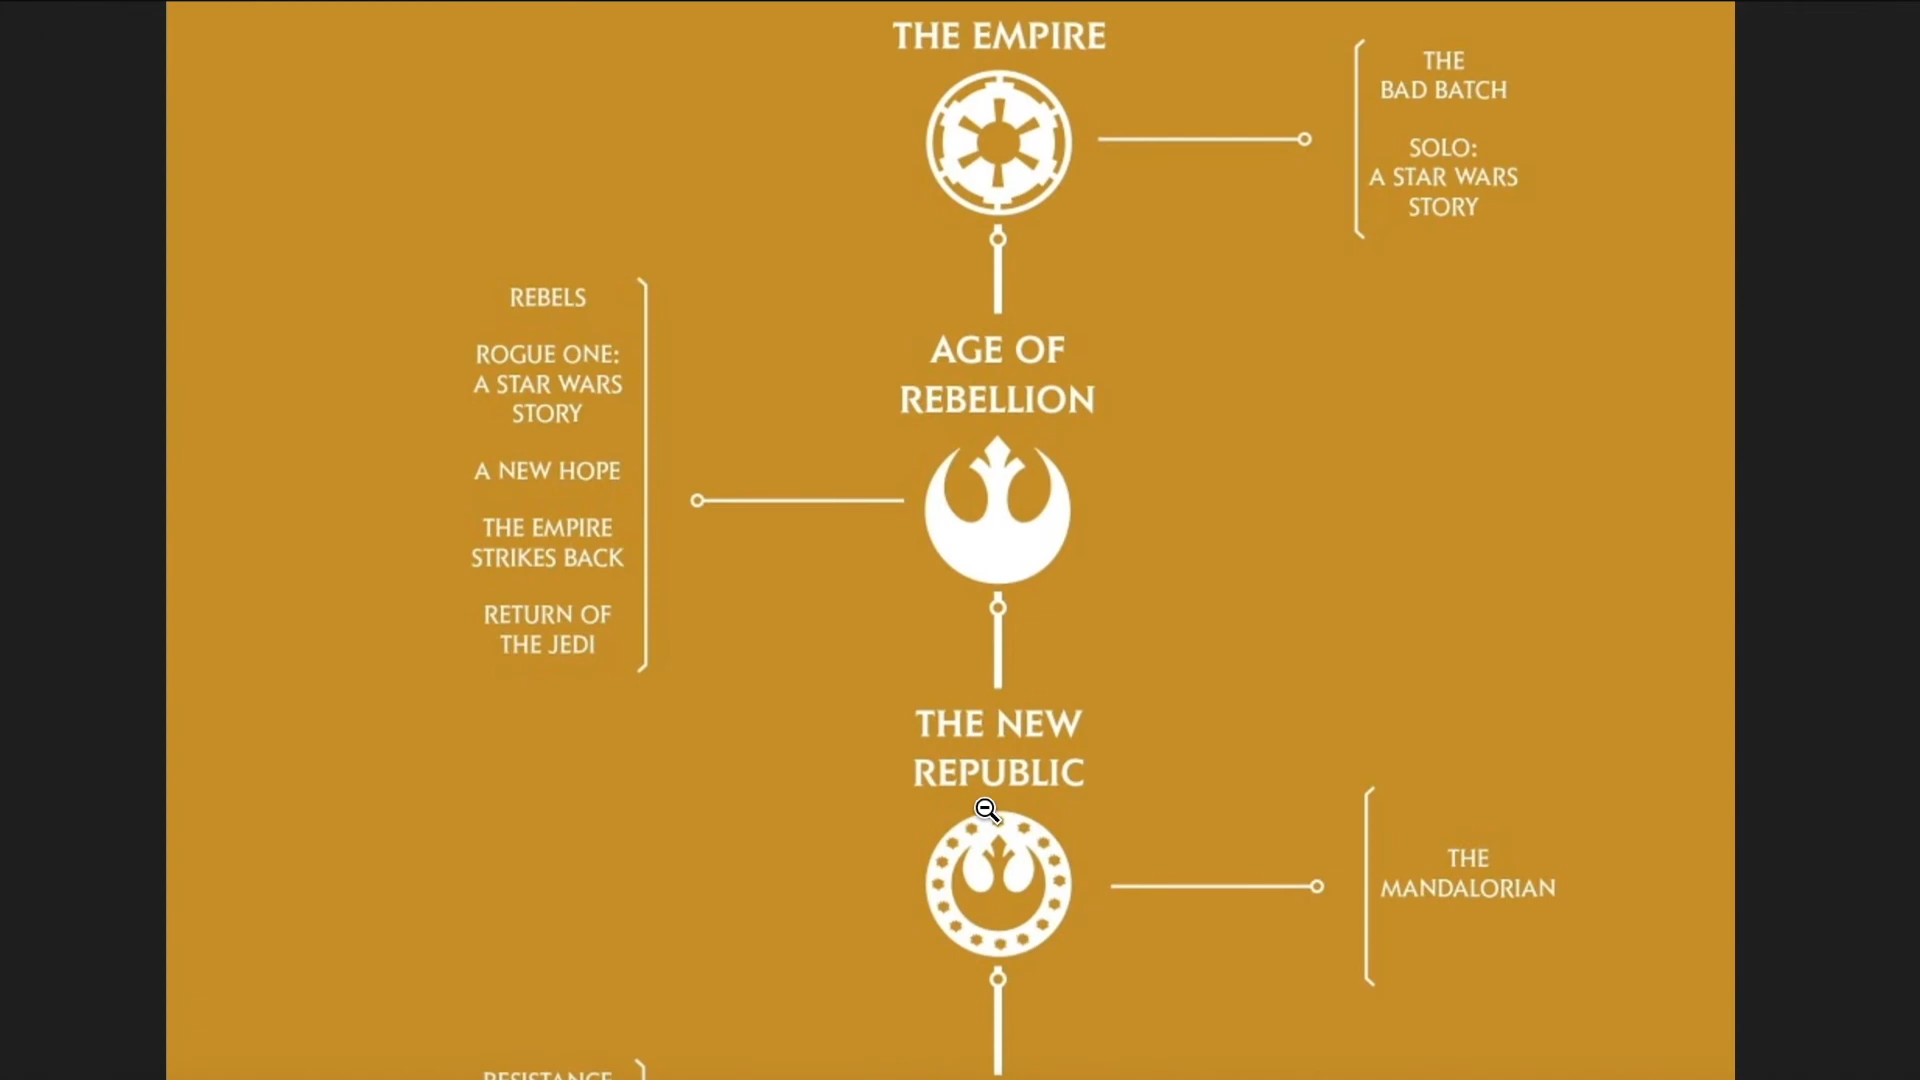 THE EMPIRE
THE
BAD BATCH
SOLO:
A STAR WARS
STORY
AGE OF
REBELLION
REBELS
ROGUE ONE:
A STAR WARS
STORY
A NEW HOPE
THE EMPIRE
STRIKES BACK
RETURN OF
THE JEDI
THE NEW
REPUBLIC
THE
MANDALORIAN
RESISTANCE